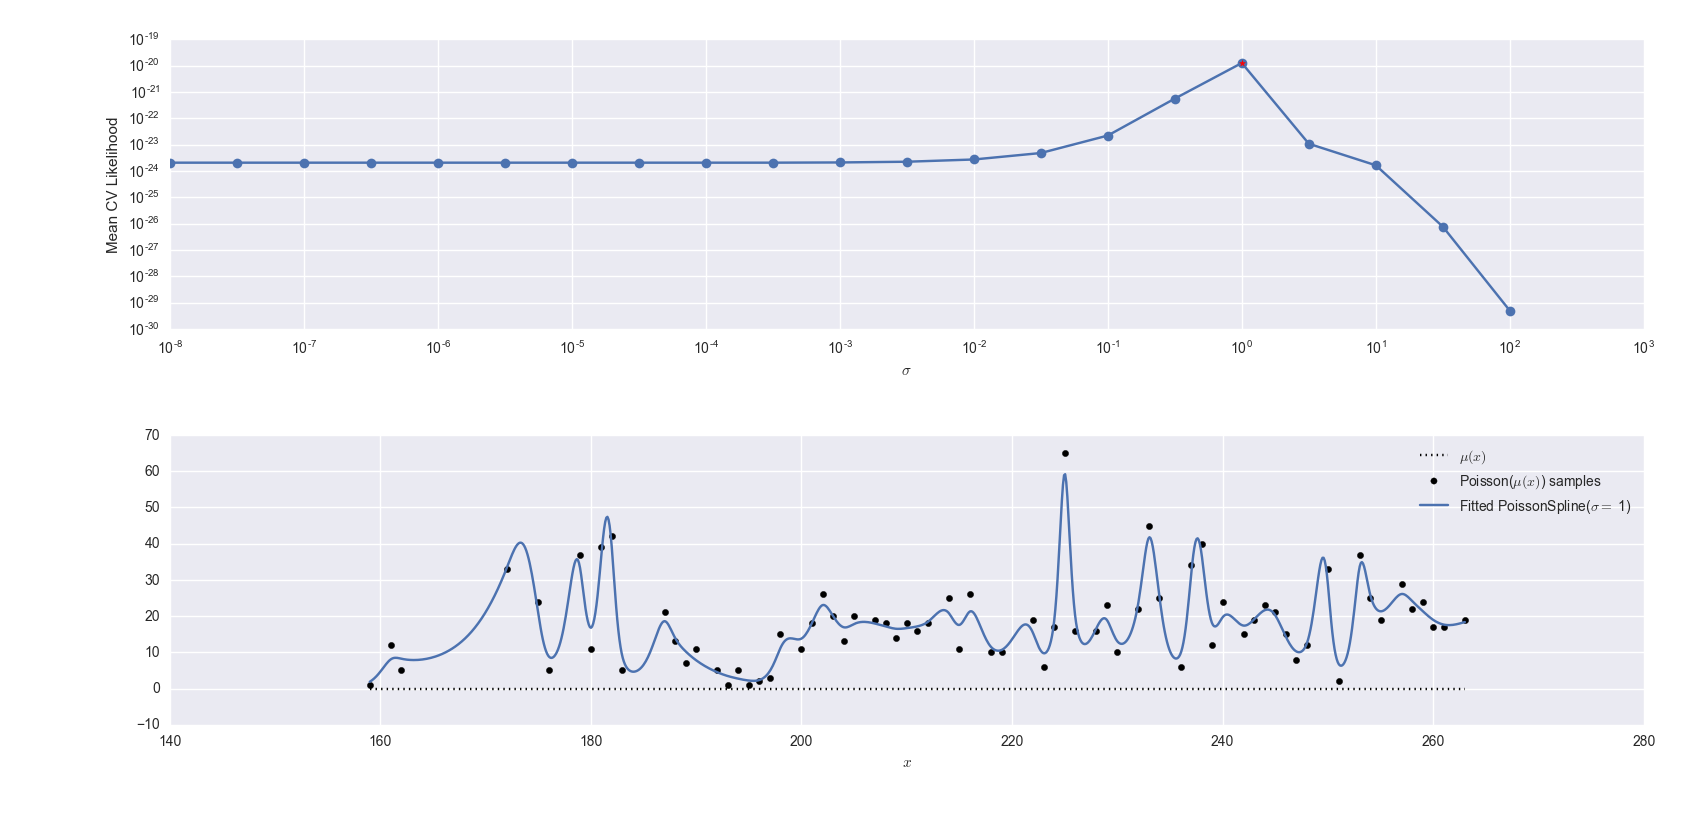 Mean CV Likelihood
10^-19
10^-20
10^-21
10^-22
10^-23
10^-24
10^-25
10^-26
10^-27
10^-28
10^-29
10^-30
10^-8 10^-7 10^-6 10^-5 10^-4 10^-3 10^-2 10^-1 10^0 10^1 10^2 10^3
σ
70
60
50
40
30
20
10
0
−10
μ(x)
Poisson(μ(x)) samples
Fitted PoissonSpline(σ = 1)
140 160 180 200 220 240 260 280
x